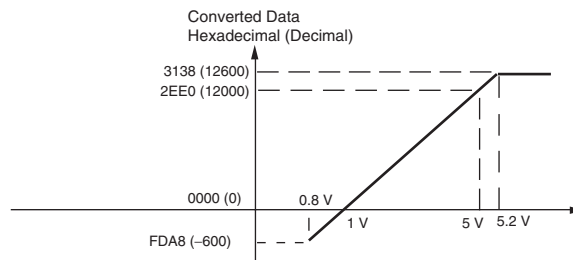 Converted Data
Hexadecimal (Decimal)
3138 (12600)
2EE0 (12000)
0000 (0)
0.8 V
1 V
5 V
5.2 V
FDA8 (−600)